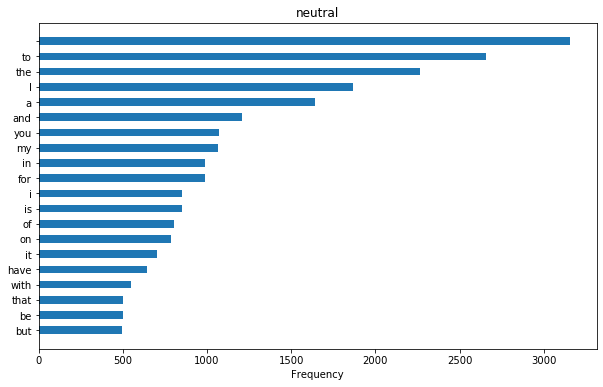 neutral
to
the
I
a
and
you
my
in
for
i
is
of
on
it
have
with
that
be
but
0 500 1000 1500 2000 2500 3000
Frequency